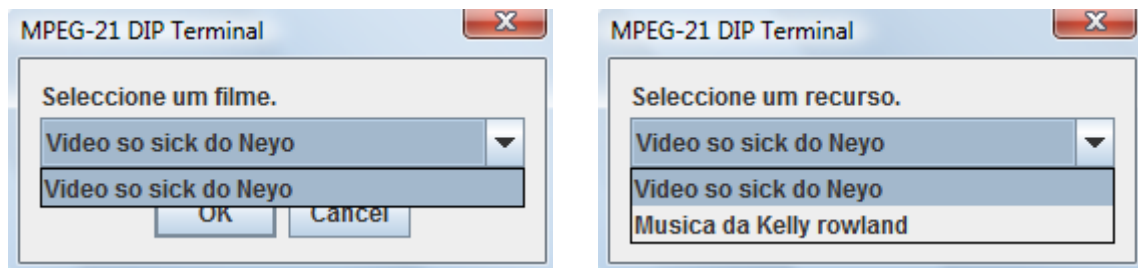 MPEG-21 DIP Terminal
Seleccione um filme.
Video so sick do Neyo
Video so sick do Neyo
OK Cancel
MPEG-21 DIP Terminal
Seleccione um recurso.
Video so sick do Neyo
Video so sick do Neyo
Musica da Kelly rowland